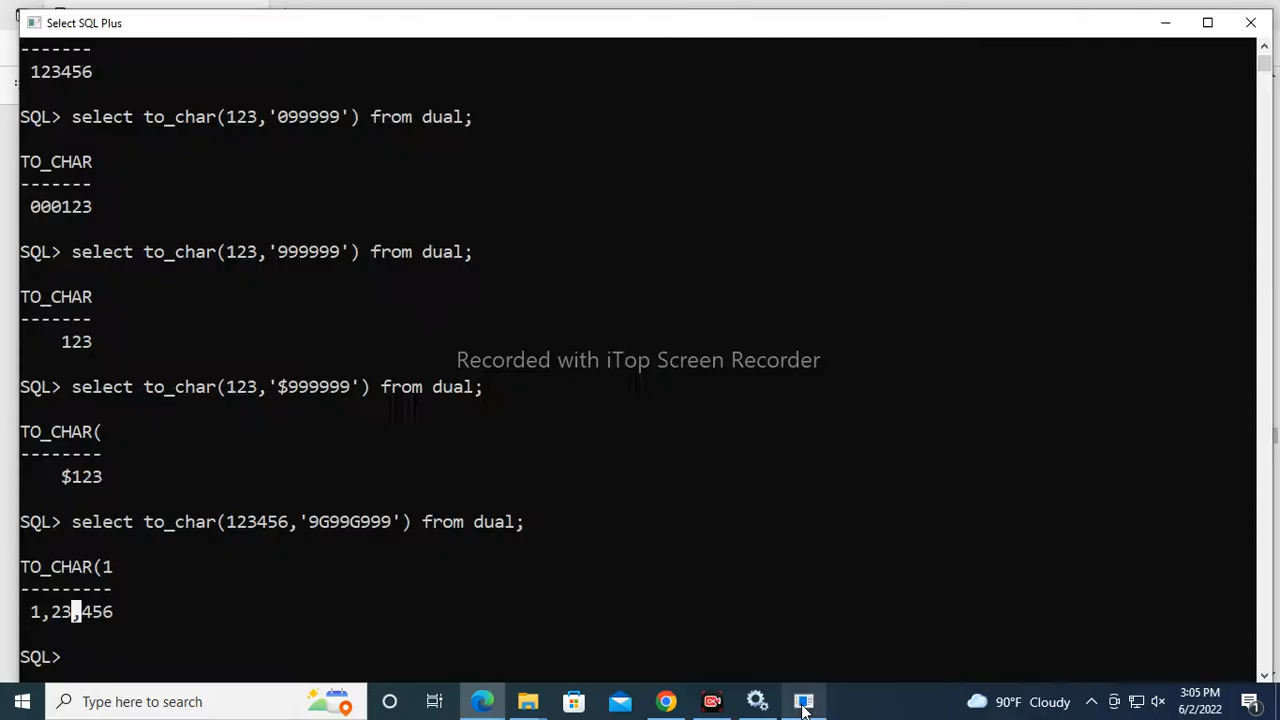 Select SQL Plus
-------
123456
SQL> select to_char(123,'099999') from dual;
TO_CHAR
-------
000123
SQL> select to_char(123,'999999') from dual;
TO_CHAR
-------
123
SQL> select to_char(123,'$999999') from dual;
TO_CHAR(
--------
$123
SQL> select to_char(123456,'9G99G999') from dual;
TO_CHAR(1
---------
1,23,456
SQL>
Recorded with iTop Screen Recorder
Type here to search
90°F Cloudy
3:05 PM
6/2/2022
1